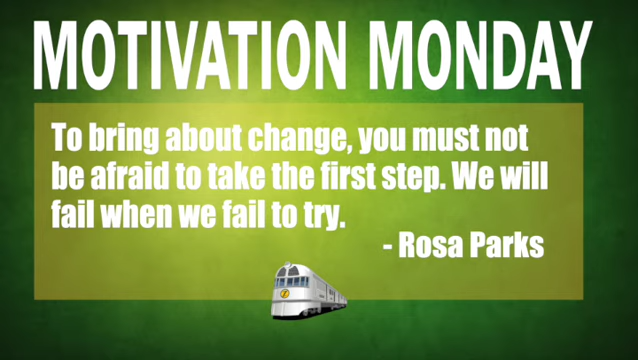 MOTIVATION MONDAY
To bring about change, you must not
be afraid to take the first step. We will
fail when we fail to try.
- Rosa Parks